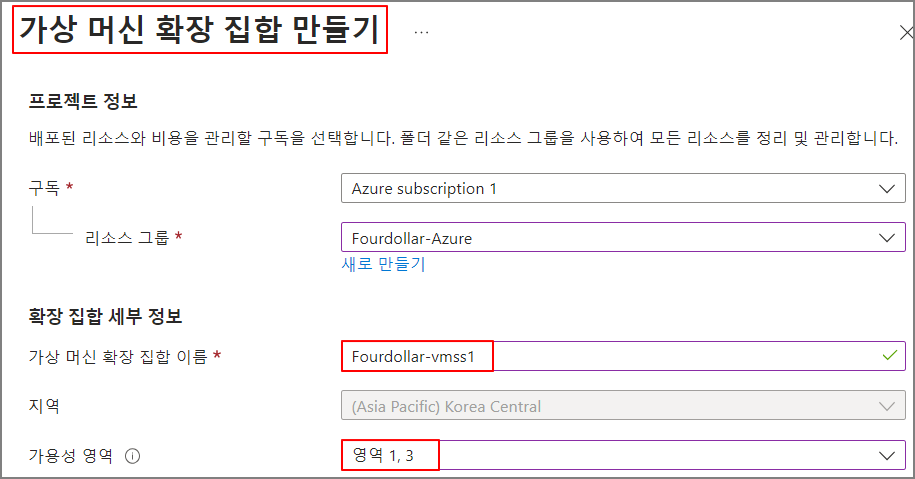 가상 머신 확장 집합 만들기 ...
프로젝트 정보
배포된 리소스와 비용을 관리할 구독을 선택합니다. 폴더 같은 리소스 그룹을 사용하여 모든 리소스를 정리 및 관리합니다.
구독 *
Azure subscription 1
리소스 그룹 *
Fourdollar-Azure
새로 만들기
확장 집합 세부 정보
가상 머신 확장 집합 이름 *
Fourdollar-vmss1
지역
(Asia Pacific) Korea Central
가용성 영역
영역 1, 3